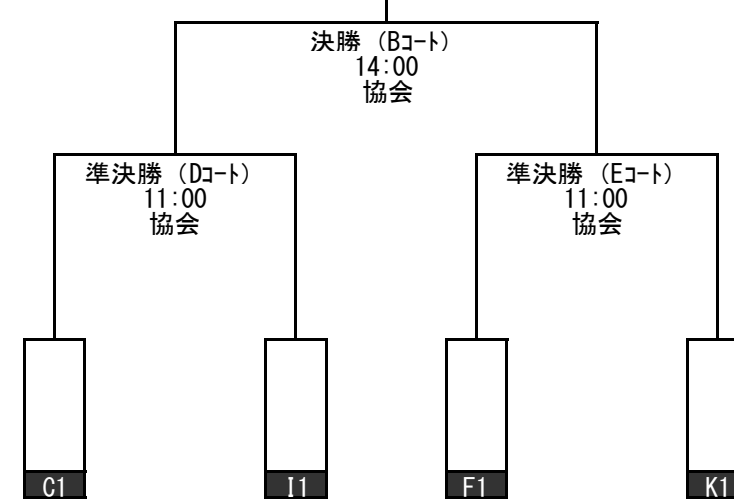 決勝 (Bｺｰﾄ)
14:00
協会
準決勝 (Dｺｰﾄ)
11:00
協会
準決勝 (Eｺｰﾄ)
11:00
協会
C1
I1
F1
K1